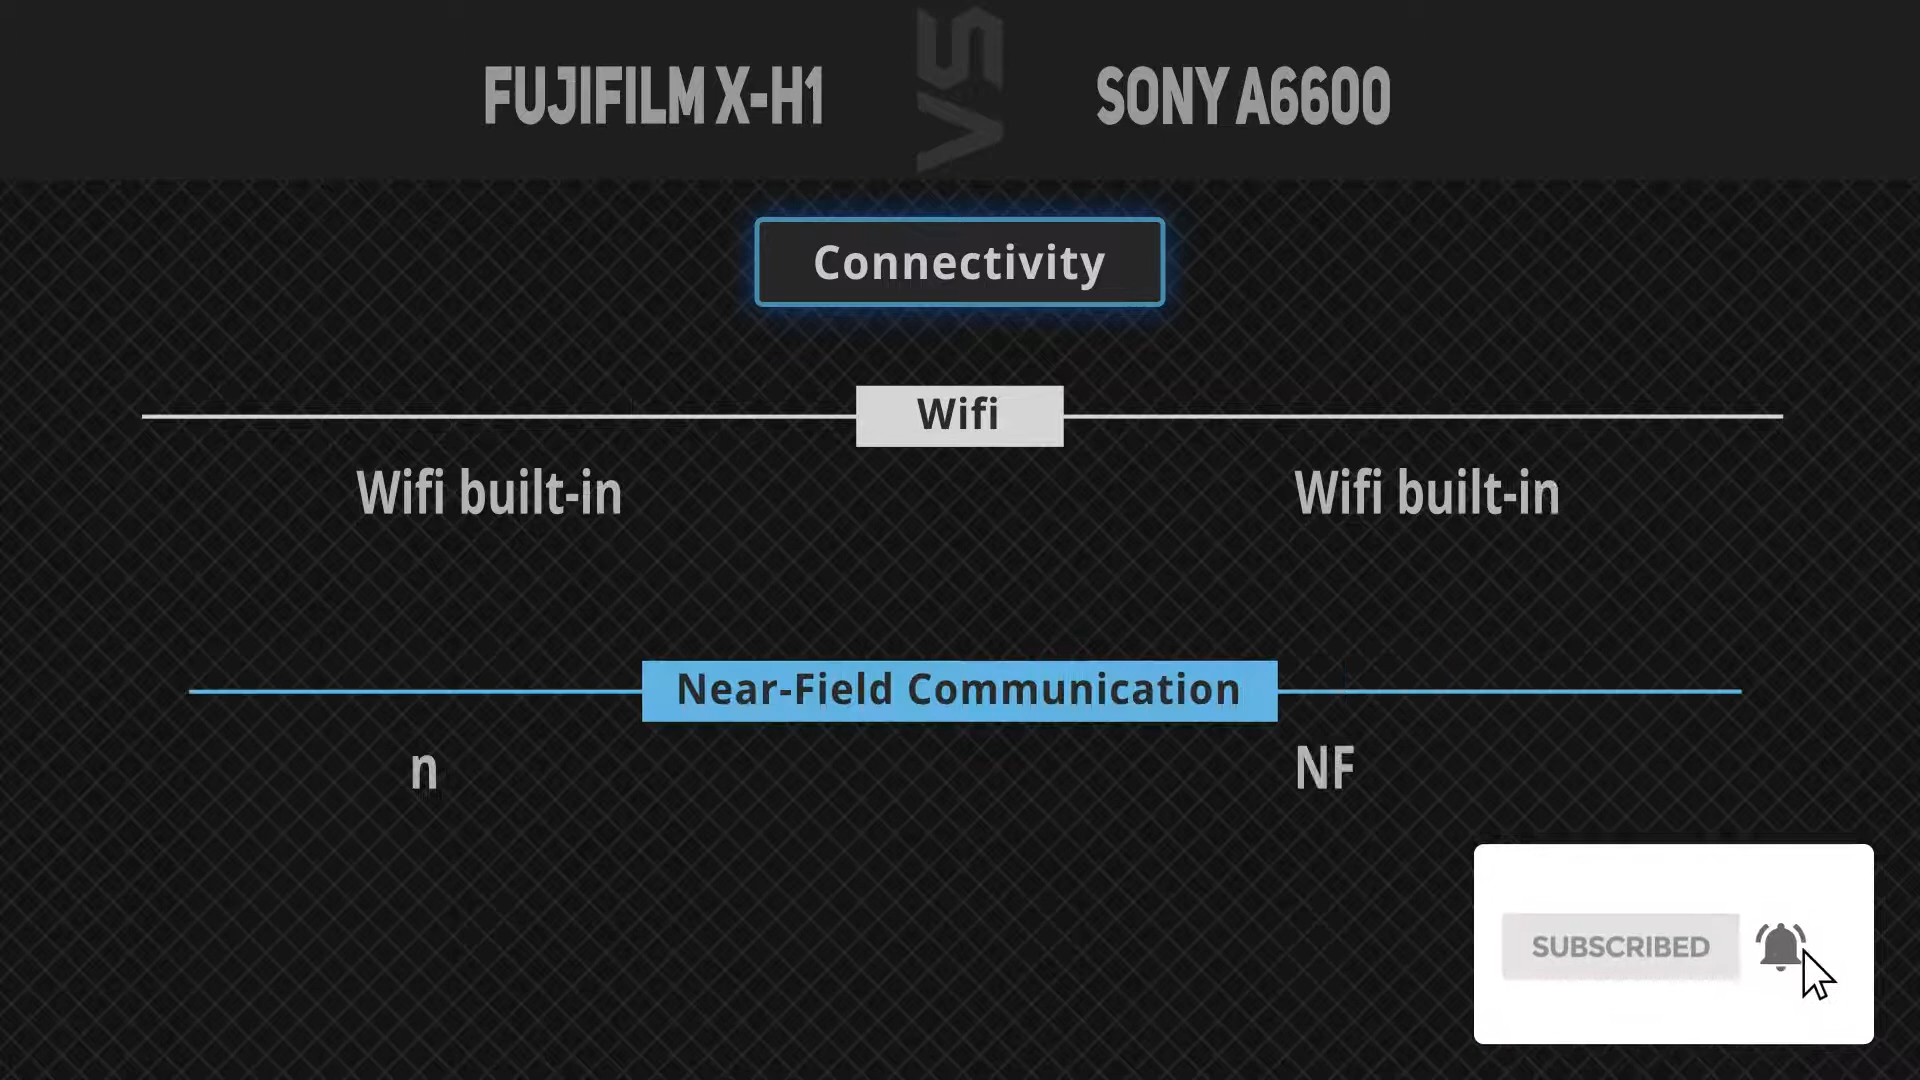 FUJIFILM X-H1
VS
SONY A6600
Connectivity
Wifi
Wifi built-in
Wifi built-in
Near-Field Communication
n
NF
SUBSCRIBED